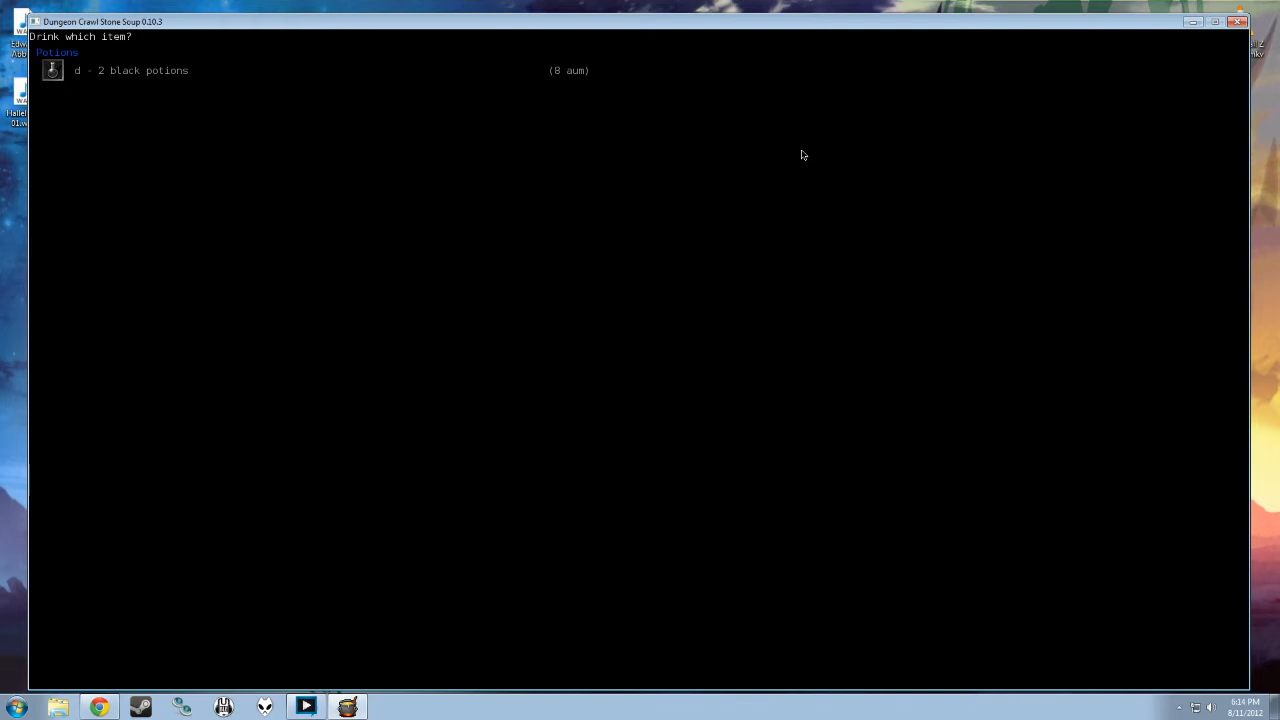 Dungeon Crawl Stone Soup 0.10.3
Drink which item?
Potions
d - 2 black potions (8 aum)
01.w
6:14 PM
8/11/2012